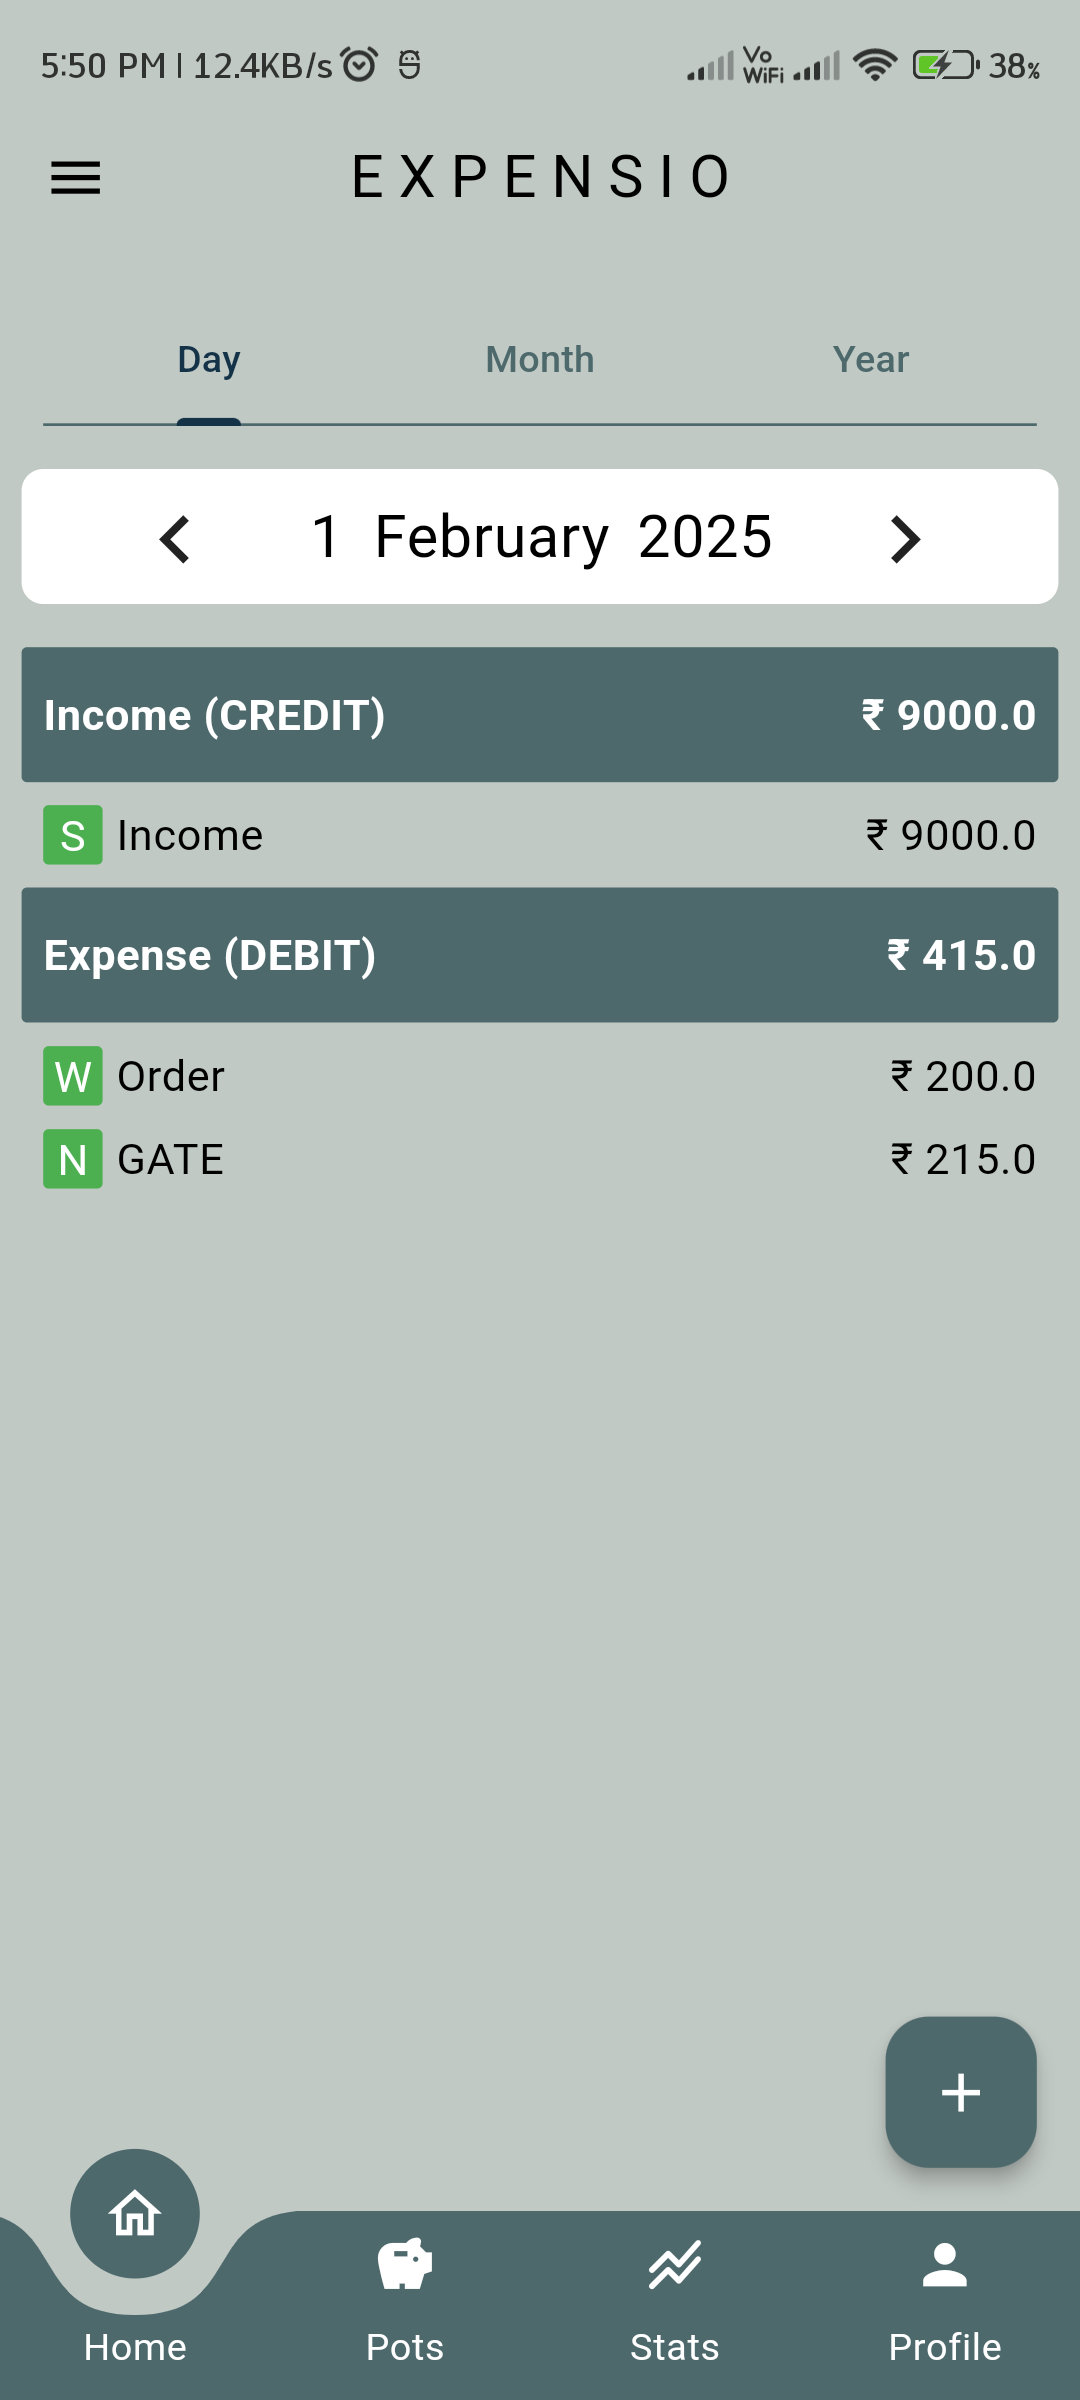 5:50 PM | 12.4KB/s Vo WiFi 38%
EXPENSIO
Day Month Year
1 February 2025
Income (CREDIT) ₹ 9000.0
S Income ₹ 9000.0
Expense (DEBIT) ₹ 415.0
W Order ₹ 200.0
N GATE ₹ 215.0
Home Pots Stats Profile